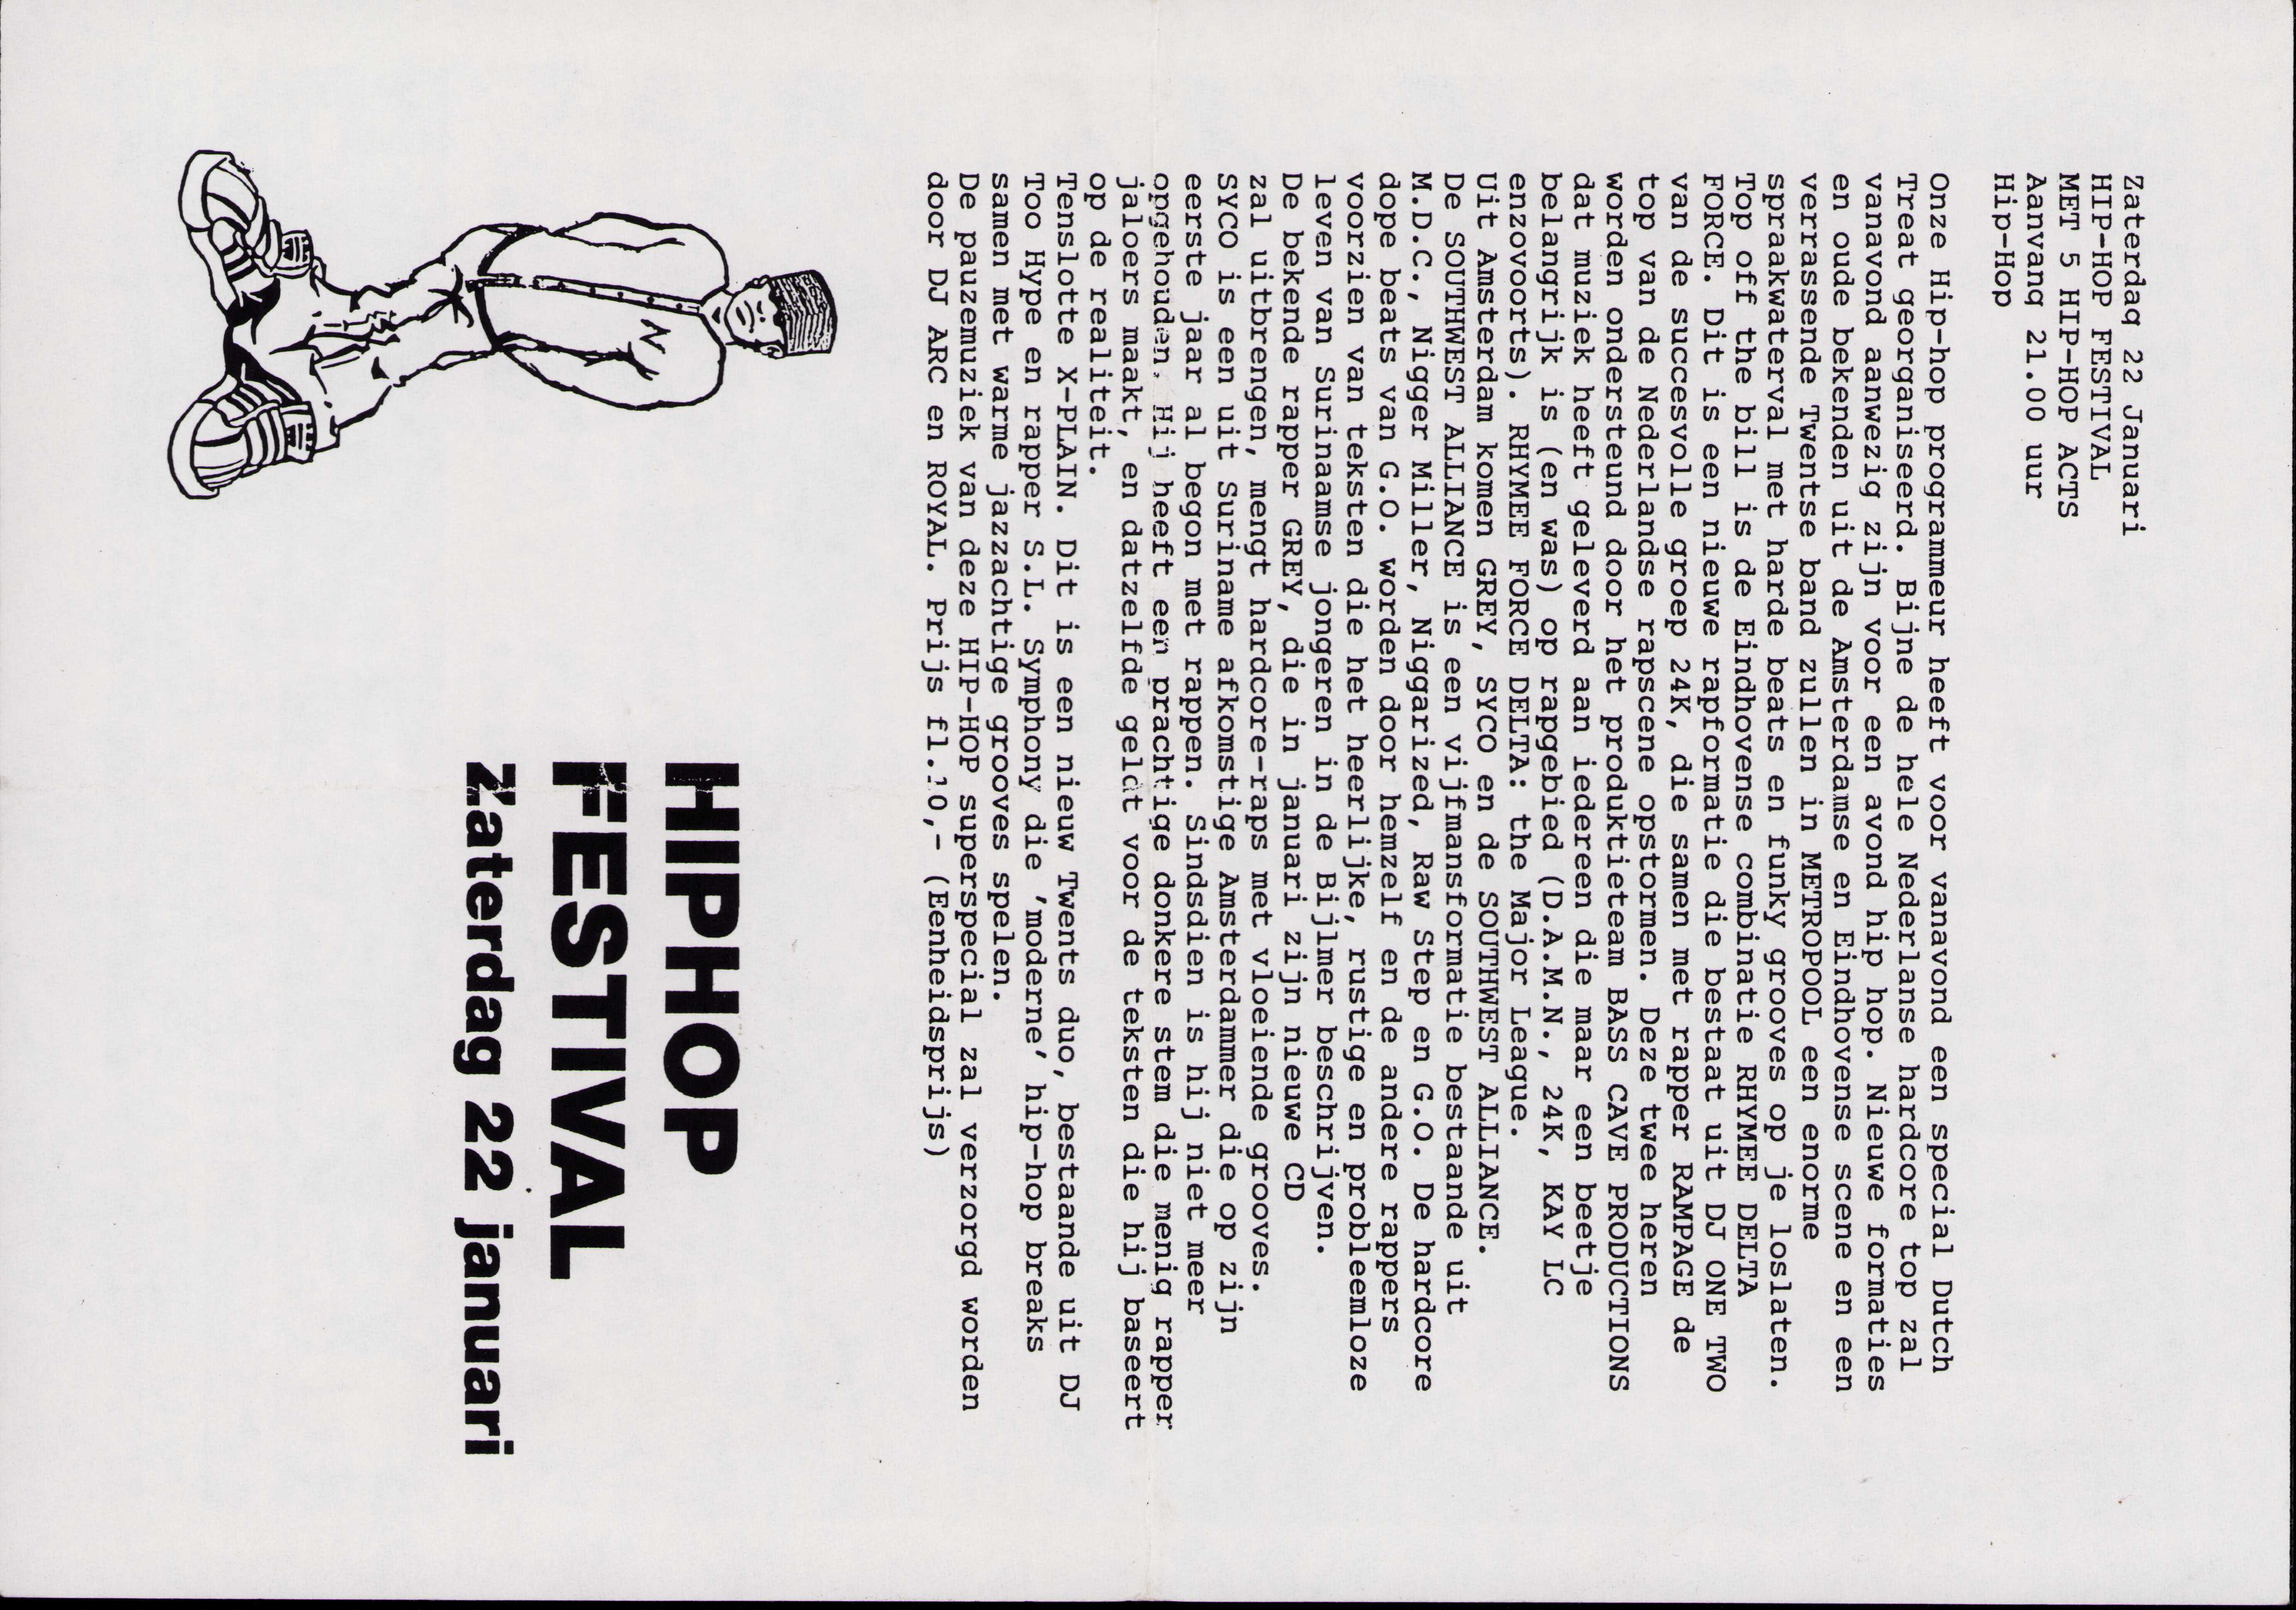 Zaterdag 22 Januari
HIP-HOP FESTIVAL
MET 5 HIP-HOP ACTS
Aanvang 21.00 uur
Hip-Hop
Onze Hip-hop programmeur heeft voor vanavond een special Dutch
Treat georganiseerd. Bijne de hele Nederlanse hardcore top zal
vanavond aanwezig zijn voor een avond hip hop. Nieuwe formaties
en oude bekenden uit de Amsterdamse en Eindhovense scene en een
verrassende Twentse band zullen in METROPOOL een enorme
spraakwaterval met harde beats en funky grooves op je loslaten.
Top off the bill is de Eindhovense combinatie RHYMEE DELTA
FORCE. Dit is een nieuwe rapformatie die bestaat uit DJ ONE TWO
van de succesvolle groep 24K, die samen met rapper RAMPAGE de
top van de Nederlandse rapscene opstormen. Deze twee heren
worden ondersteund door het produktieteam BASS CAVE PRODUCTIONS
dat muziek heeft geleverd aan iedereen die maar een beetje
belangrijk is (en was) op rapgebied (D.A.M.N., 24K, KAY LC
enzovoorts). RHYMEE FORCE DELTA: the Major League.
Uit Amsterdam komen GREY, SYCO en de SOUTHWEST ALLIANCE.
De SOUTHWEST ALLIANCE is een vijfmansformatie bestaande uit
M.D.C., Nigger Miller, Niggarized, Raw Step en G.O. De hardcore
dope beats van G.O. worden door hemzelf en de andere rappers
voorzien van teksten die het heerlijke, rustige en probleemloze
leven van Surinaamse jongeren in de Bijlmer beschrijven.
De bekende rapper GREY, die in januari zijn nieuwe CD
zal uitbrengen, mengt hardcore-raps met vloeiende grooves.
SYCO is een uit Suriname afkomstige Amsterdammer die op zijn
eerste jaar al begon met rappen. Sindsdien is hij niet meer
opgehouden. Hij heeft een prachtige donkere stem die menig rapper
jaloers maakt, en datzelfde geldt voor de teksten die hij baseert
op de realiteit.
Tenslotte X-PLAIN. Dit is een nieuw Twents duo, bestaande uit DJ
Too Hype en rapper S.L. Symphony die 'moderne' hip-hop breaks
samen met warme jazzachtige grooves spelen.
De pauzemuziek van deze HIP-HOP superspecial zal verzorgd worden
door DJ ARC en ROYAL. Prijs fl.10,- (Eenheidsprijs)
HIPHOP
FESTIVAL
Zaterdag 22 januari